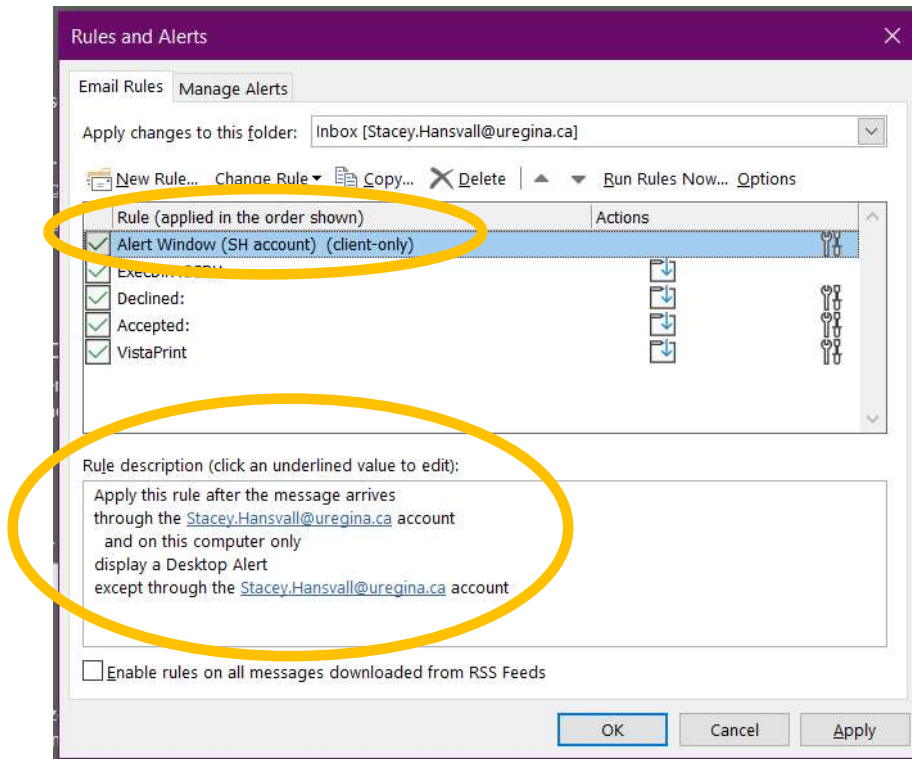 Rules and Alerts
Email Rules Manage Alerts
Apply changes to this folder: Inbox [Stacey.Hansvall@uregina.ca]
New Rule... Change Rule Copy... Delete Run Rules Now... Options
Rule (applied in the order shown) Actions
Alert Window (SH account) (client-only)
Declined:
Accepted:
VistaPrint
Rule description (click an underlined value to edit):
Apply this rule after the message arrives
through the Stacey.Hansvall@uregina.ca account
and on this computer only
display a Desktop Alert
except through the Stacey.Hansvall@uregina.ca account
Enable rules on all messages downloaded from RSS Feeds
OK Cancel Apply